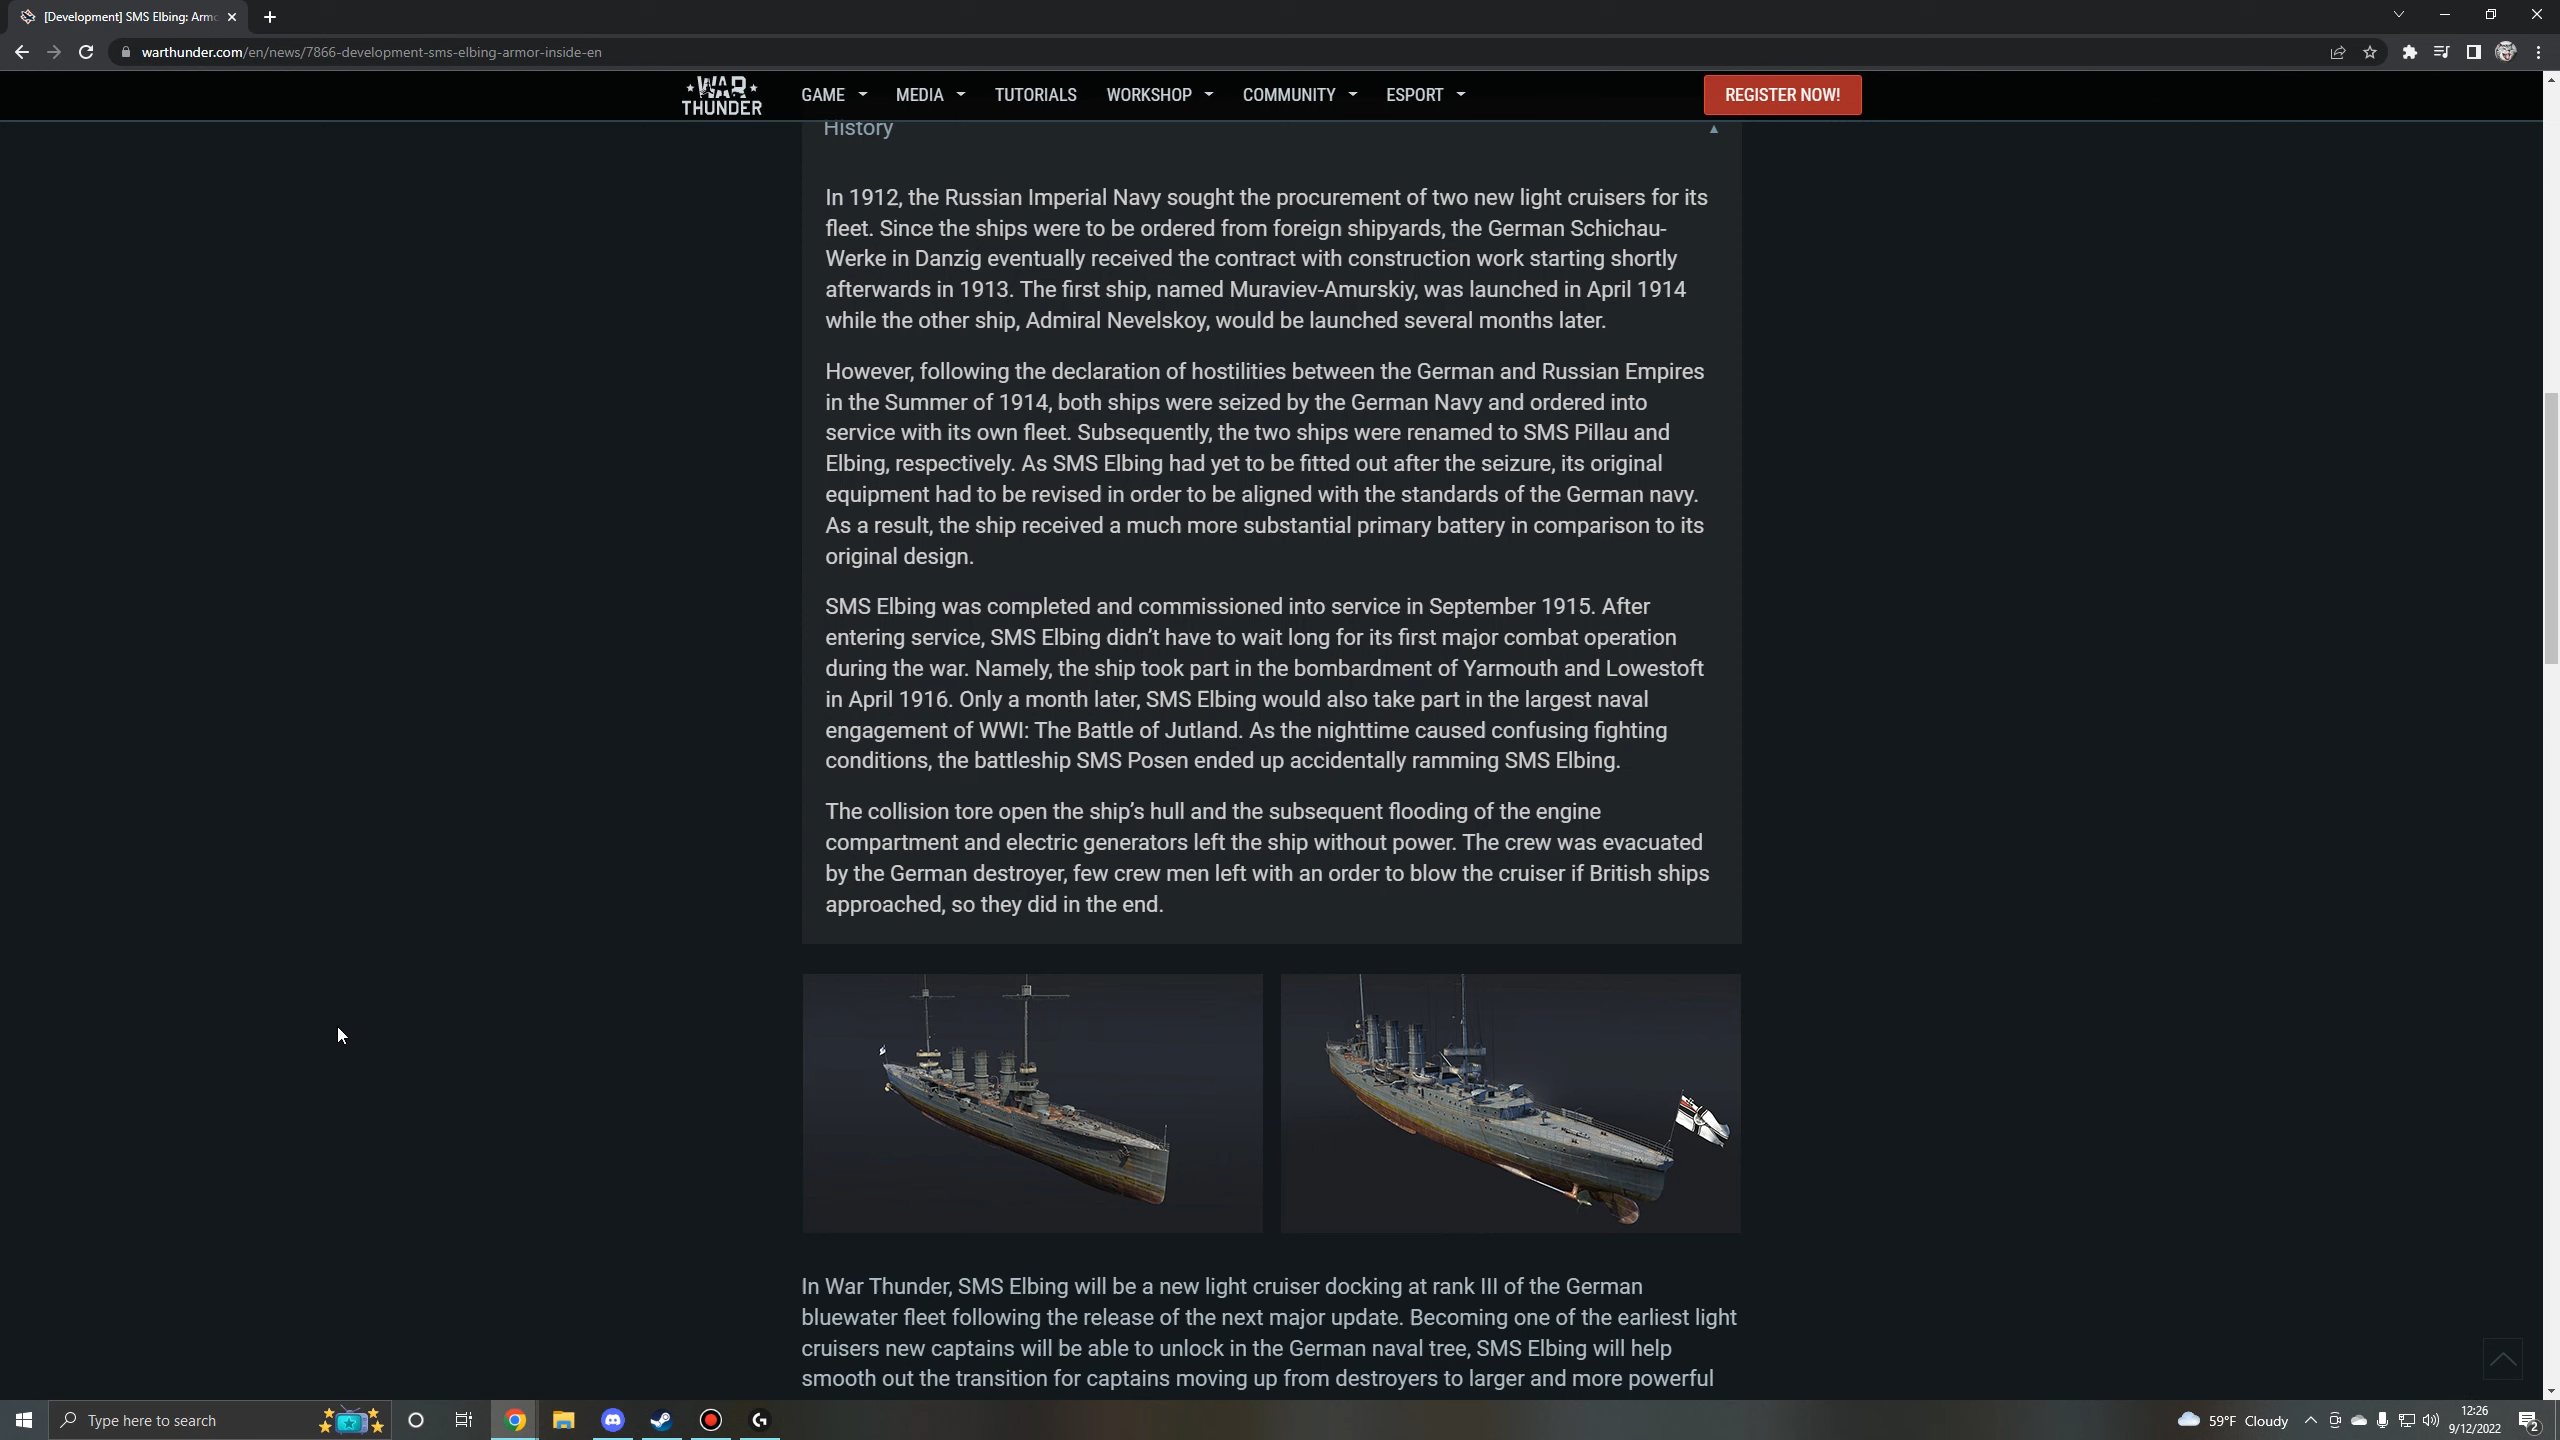 [Development] SMS Elbing: Armo
warthunder.com/en/news/7866-development-sms-elbing-armor-inside-en
WAR THUNDER
GAME MEDIA TUTORIALS WORKSHOP COMMUNITY ESPORT
REGISTER NOW!
History
In 1912, the Russian Imperial Navy sought the procurement of two new light cruisers for its
fleet. Since the ships were to be ordered from foreign shipyards, the German Schichau-
Werke in Danzig eventually received the contract with construction work starting shortly
afterwards in 1913. The first ship, named Muraviev-Amurskiy, was launched in April 1914
while the other ship, Admiral Nevelskoy, would be launched several months later.
However, following the declaration of hostilities between the German and Russian Empires
in the Summer of 1914, both ships were seized by the German Navy and ordered into
service with its own fleet. Subsequently, the two ships were renamed to SMS Pillau and
Elbing, respectively. As SMS Elbing had yet to be fitted out after the seizure, its original
equipment had to be revised in order to be aligned with the standards of the German navy.
As a result, the ship received a much more substantial primary battery in comparison to its
original design.
SMS Elbing was completed and commissioned into service in September 1915. After
entering service, SMS Elbing didn’t have to wait long for its first major combat operation
during the war. Namely, the ship took part in the bombardment of Yarmouth and Lowestoft
in April 1916. Only a month later, SMS Elbing would also take part in the largest naval
engagement of WWI: The Battle of Jutland. As the nighttime caused confusing fighting
conditions, the battleship SMS Posen ended up accidentally ramming SMS Elbing.
The collision tore open the ship’s hull and the subsequent flooding of the engine
compartment and electric generators left the ship without power. The crew was evacuated
by the German destroyer, few crew men left with an order to blow the cruiser if British ships
approached, so they did in the end.
In War Thunder, SMS Elbing will be a new light cruiser docking at rank III of the German
bluewater fleet following the release of the next major update. Becoming one of the earliest light
cruisers new captains will be able to unlock in the German naval tree, SMS Elbing will help
smooth out the transition for captains moving up from destroyers to larger and more powerful
Type here to search
59°F Cloudy
12:26
9/12/2022
2